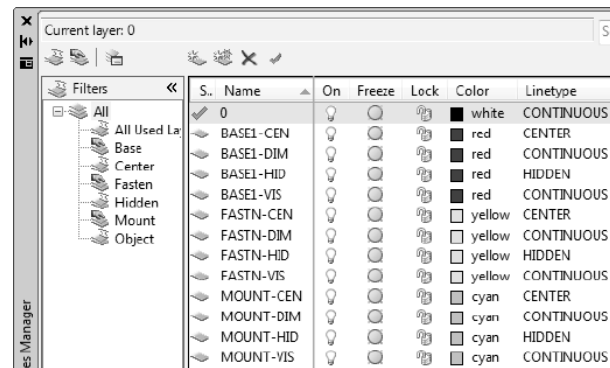 Current layer: 0
S
Filters «
All
All Used La
Base
Center
Fasten
Hidden
Mount
Object
S.. Name On Freeze Lock Color Linetype
0 white CONTINUOUS
BASE1-CEN red CENTER
BASE1-DIM red CONTINUOUS
BASE1-HID red HIDDEN
BASE1-VIS red CONTINUOUS
FASTN-CEN yellow CENTER
FASTN-DIM yellow CONTINUOUS
FASTN-HID yellow HIDDEN
FASTN-VIS yellow CONTINUOUS
MOUNT-CEN cyan CENTER
MOUNT-DIM cyan CONTINUOUS
MOUNT-HID cyan HIDDEN
MOUNT-VIS cyan CONTINUOUS
es Manager